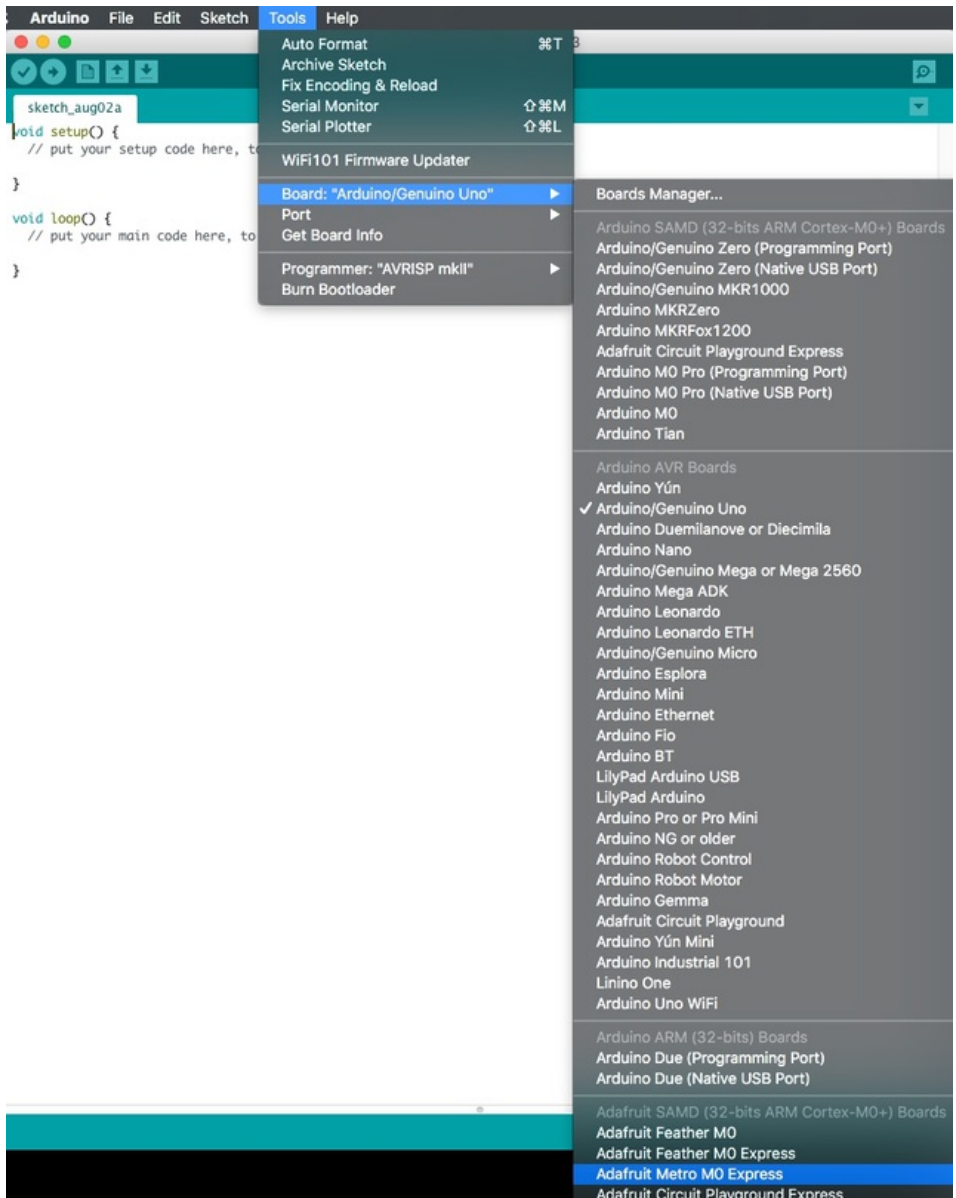 Arduino File Edit Sketch Tools Help
3
sketch_aug02a
void setup() {
// put your setup code here, t
}
void loop() {
// put your main code here, to
}
Auto Format ⌘T
Archive Sketch
Fix Encoding & Reload
Serial Monitor ⇧⌘M
Serial Plotter ⇧⌘L
WiFi101 Firmware Updater
Board: "Arduino/Genuino Uno"
Port
Get Board Info
Programmer: "AVRISP mkII"
Burn Bootloader
Boards Manager...
Arduino SAMD (32-bits ARM Cortex-M0+) Boards
Arduino/Genuino Zero (Programming Port)
Arduino/Genuino Zero (Native USB Port)
Arduino/Genuino MKR1000
Arduino MKRZero
Arduino MKRFox1200
Adafruit Circuit Playground Express
Arduino M0 Pro (Programming Port)
Arduino M0 Pro (Native USB Port)
Arduino M0
Arduino Tian
Arduino AVR Boards
Arduino Yún
✓ Arduino/Genuino Uno
Arduino Duemilanove or Diecimila
Arduino Nano
Arduino/Genuino Mega or Mega 2560
Arduino Mega ADK
Arduino Leonardo
Arduino Leonardo ETH
Arduino/Genuino Micro
Arduino Esplora
Arduino Mini
Arduino Ethernet
Arduino Fio
Arduino BT
LilyPad Arduino USB
LilyPad Arduino
Arduino Pro or Pro Mini
Arduino NG or older
Arduino Robot Control
Arduino Robot Motor
Arduino Gemma
Adafruit Circuit Playground
Arduino Yún Mini
Arduino Industrial 101
Linino One
Arduino Uno WiFi
Arduino ARM (32-bits) Boards
Arduino Due (Programming Port)
Arduino Due (Native USB Port)
Adafruit SAMD (32-bits ARM Cortex-M0+) Boards
Adafruit Feather M0
Adafruit Feather M0 Express
Adafruit Metro M0 Express
Adafruit Circuit Playground Express